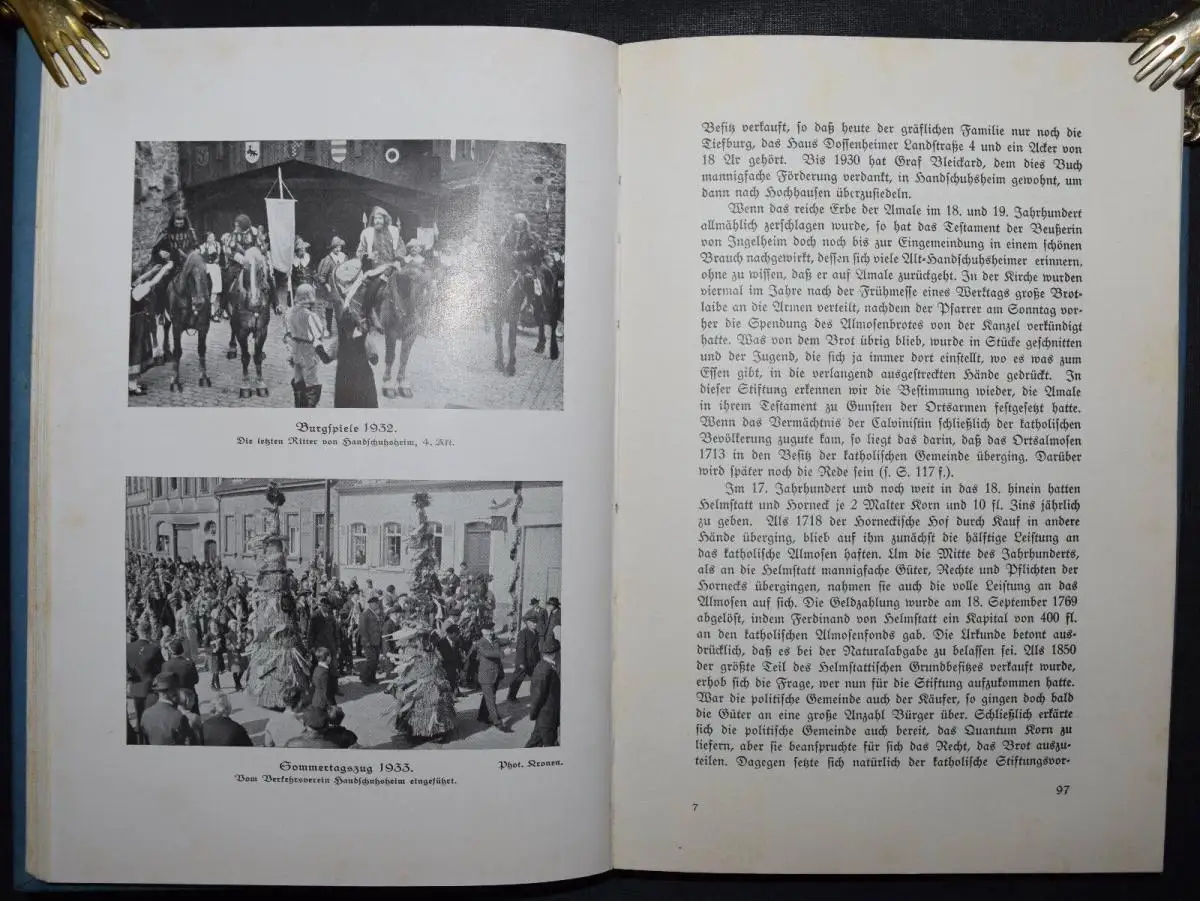 Burgspiele 1932.
Die letzten Ritter von Handschuhsheim, 4. Akt.
Sommertagszug 1933.
Phot. Kronen.
Vom Verkehrsverein Handschuhsheim eingeführt.
Besitz verkauft, so daß heute der gräflichen Familie nur noch die
Tiefburg, das Haus Dossenheimer Landstraße 4 und ein Acker von
18 Ar gehört. Bis 1930 hat Graf Bleickard, dem dies Buch
mannigfache Förderung verdankt, in Handschuhsheim gewohnt, um
dann nach Hochhausen überzusiedeln.
Wenn das reiche Erbe der Amale im 18. und 19. Jahrhundert
allmählich zerschlagen wurde, so hat das Testament der Beußerin
von Ingelheim doch noch bis zur Eingemeindung in einem schönen
Brauch nachgewirkt, dessen sich viele Alt-Handschuhsheimer erinnern,
ohne zu wissen, daß er auf Amale zurückgeht. In der Kirche wurden
viermal im Jahre nach der Frühmesse eines Werktags große Brot-
laibe an die Armen verteilt, nachdem der Pfarrer am Sonntag vor-
her die Spendung des Almosenbrotes von der Kanzel verkündigt
hatte. Was von dem Brot übrig blieb, wurde in Stücke geschnitten
und der Jugend, die sich ja immer dort einstellt, wo es was zum
Essen gibt, in die verlangend ausgestreckten Hände gedrückt. In
dieser Stiftung erkennen wir die Bestimmung wieder, die Amale
in ihrem Testament zu Gunsten der Ortsarmen festgesetzt hatte.
Wenn das Vermächtnis der Calvinistin schließlich der katholischen
Bevölkerung zugute kam, so liegt das darin, daß das Ortsalmosen
1713 in den Besitz der katholischen Gemeinde überging. Darüber
wird später noch die Rede sein (s. S. 117 f.).
Im 17. Jahrhundert und noch weit in das 18. hinein hatten
Helmstatt und Horneck je 2 Malter Korn und 10 fl. Zins jährlich
zu geben. Als 1718 der Horneckische Hof durch Kauf in andere
Hände überging, blieb auf ihm zunächst die hälftige Leistung an
das katholische Almosen haften. Um die Mitte des Jahrhunderts,
als an die Helmstatt mannigfache Güter, Rechte und Pflichten der
Hornecks übergingen, nahmen sie auch die volle Leistung an das
Almosen auf sich. Die Geldzahlung wurde am 18. September 1769
abgelöst, indem Ferdinand von Helmstatt ein Kapital von 400 fl.
an den katholischen Almosenfonds gab. Die Urkunde betont aus-
drücklich, daß es bei der Naturalabgabe zu belassen sei. Als 1850
der größte Teil des Helmstattischen Grundbesitzes verkauft wurde,
erhob sich die Frage, wer nun für die Stiftung aufzukommen hatte.
War die politische Gemeinde auch der Käufer, so gingen doch bald
die Güter an eine große Anzahl Bürger über. Schließlich erkärte
sich die politische Gemeinde auch bereit, das Quantum Korn zu
liefern, aber sie beanspruchte für sich das Recht, das Brot auszu-
teilen. Dagegen setzte sich natürlich der katholische Stiftungsvor-
97
7